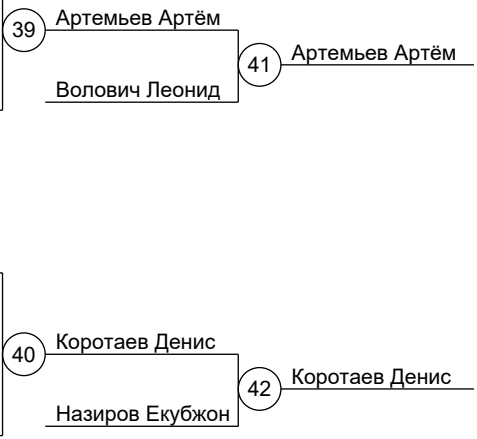 39
Артемьев Артём
41
Артемьев Артём
Волович Леонид
40
Коротаев Денис
42
Коротаев Денис
Назиров Екубжон